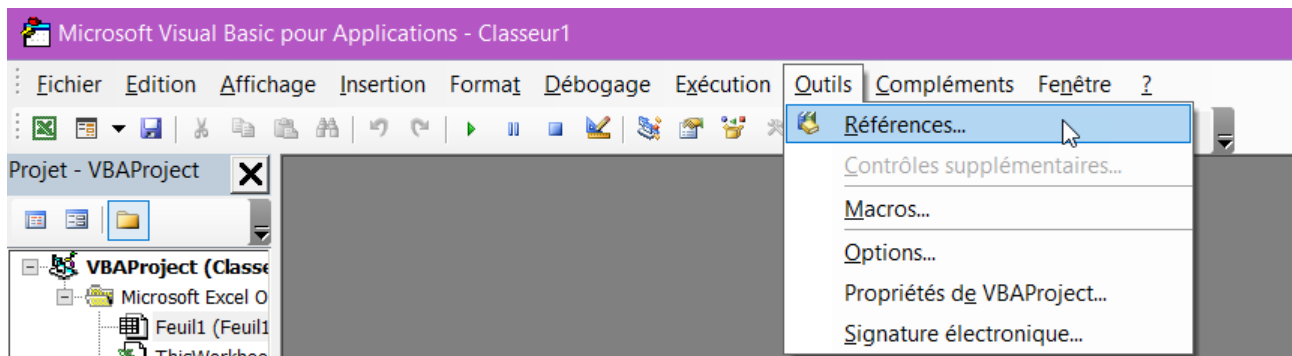 Microsoft Visual Basic pour Applications - Classeur1
Fichier Edition Affichage Insertion Format Débogage Exécution Outils Compléments Fenêtre ?
Références...
Projet - VBAProject
Contrôles supplémentaires...
Macros...
Options...
VBAProject (Classe
Microsoft Excel O
Propriétés de VBAProject...
Feuil1 (Feuil1
Signature électronique...